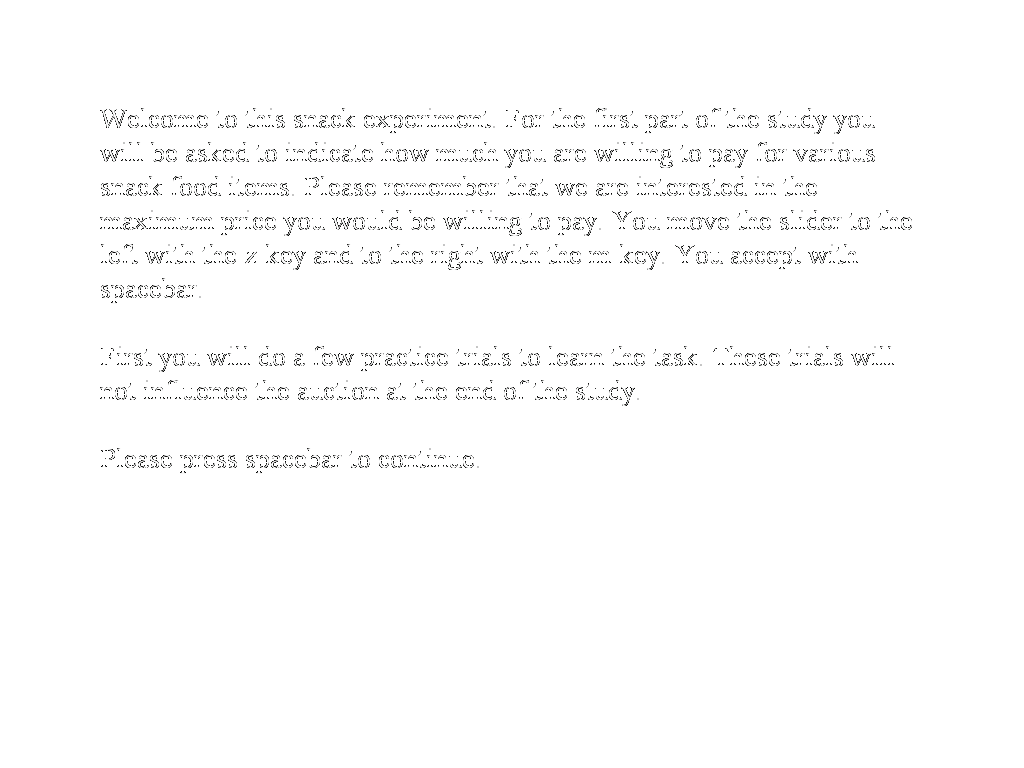 Welcome to this snack experiment. For the first part of the study you
will be asked to indicate how much you are willing to pay for various
snack food items. Please remember that we are interested in the
maximum price you would be willing to pay. You move the slider to the
left with the z key and to the right with the m key. You accept with
spacebar.
First you will do a few practice trials to learn the task. These trials will
not influence the auction at the end of the study.
Please press spacebar to continue.